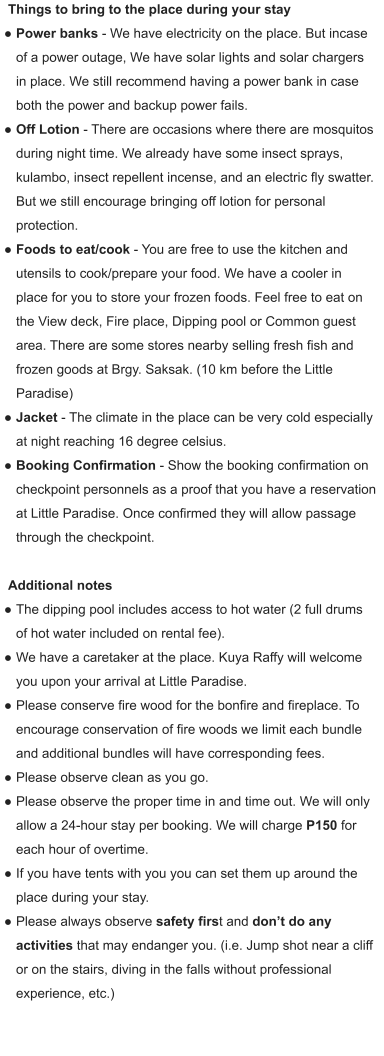 Things to bring to the place during your stay
● Power banks - We have electricity on the place. But incase
of a power outage, We have solar lights and solar chargers
in place. We still recommend having a power bank in case
both the power and backup power fails.
● Off Lotion - There are occasions where there are mosquitos
during night time. We already have some insect sprays,
kulambo, insect repellent incense, and an electric fly swatter.
But we still encourage bringing off lotion for personal
protection.
● Foods to eat/cook - You are free to use the kitchen and
utensils to cook/prepare your food. We have a cooler in
place for you to store your frozen foods. Feel free to eat on
the View deck, Fire place, Dipping pool or Common guest
area. There are some stores nearby selling fresh fish and
frozen goods at Brgy. Saksak. (10 km before the Little
Paradise)
● Jacket - The climate in the place can be very cold especially
at night reaching 16 degree celsius.
● Booking Confirmation - Show the booking confirmation on
checkpoint personnels as a proof that you have a reservation
at Little Paradise. Once confirmed they will allow passage
through the checkpoint.
Additional notes
● The dipping pool includes access to hot water (2 full drums
of hot water included on rental fee).
● We have a caretaker at the place. Kuya Raffy will welcome
you upon your arrival at Little Paradise.
● Please conserve fire wood for the bonfire and fireplace. To
encourage conservation of fire woods we limit each bundle
and additional bundles will have corresponding fees.
● Please observe clean as you go.
● Please observe the proper time in and time out. We will only
allow a 24-hour stay per booking. We will charge P150 for
each hour of overtime.
● If you have tents with you you can set them up around the
place during your stay.
● Please always observe safety first and don’t do any
activities that may endanger you. (i.e. Jump shot near a cliff
or on the stairs, diving in the falls without professional
experience, etc.)